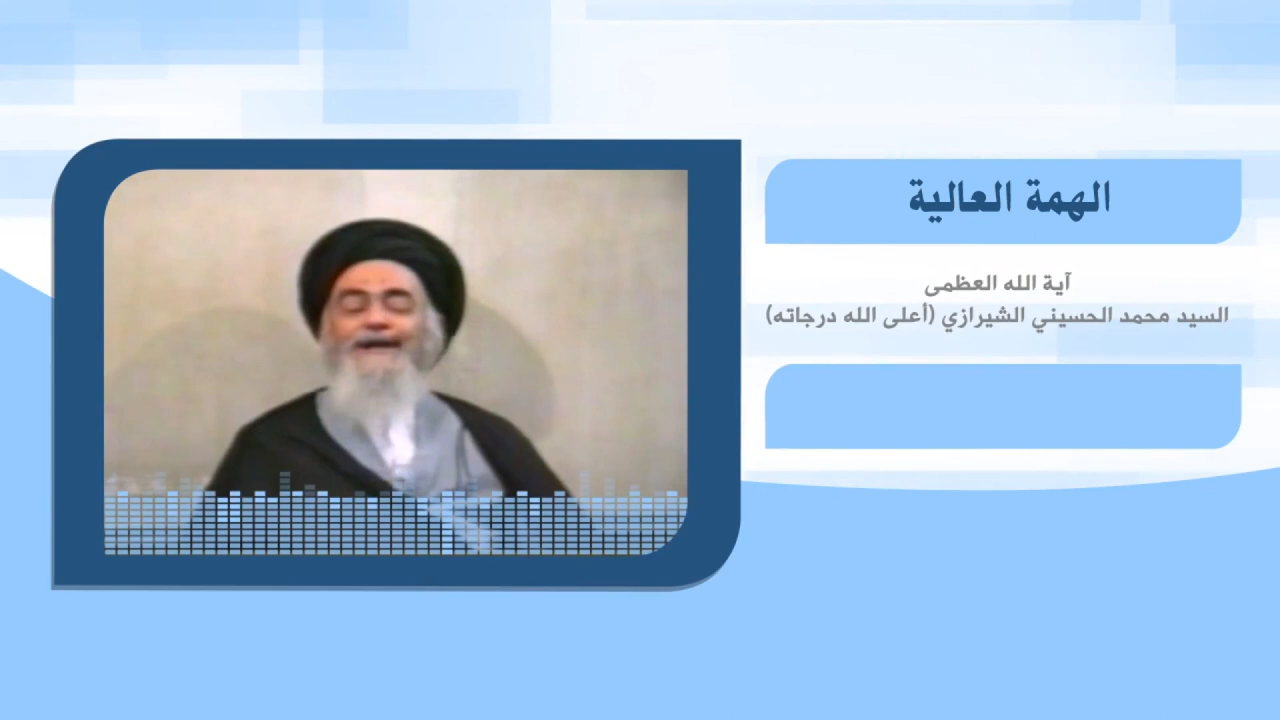 الهمة العالية
آية الله العظمى
السيد محمد الحسيني الشيرازي (أعلى الله درجاته)